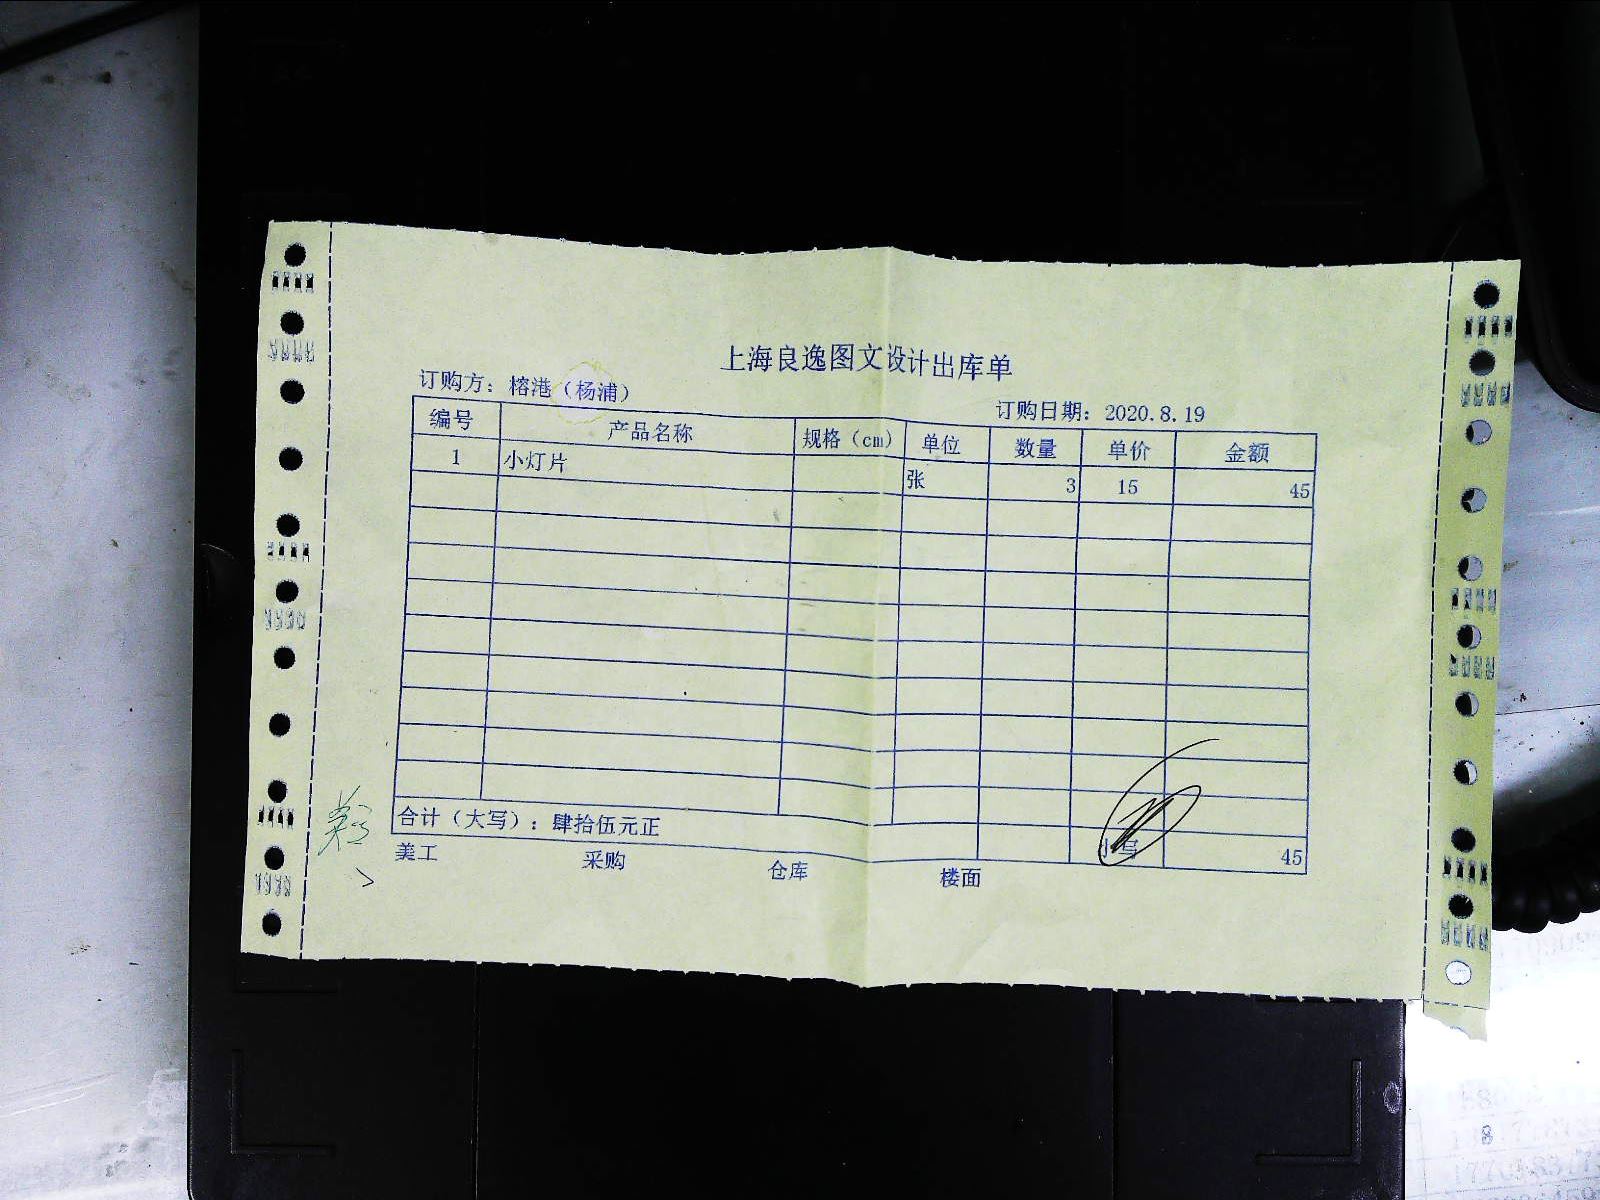 上海良逸图文设计出库单
订购方：榕港（杨浦）
订购日期：2020.8.19
编号 产品名称 规格（cm） 单位 数量 单价 金额
1 小灯片 张 3 15 45
合计（大写）：肆拾伍元正 小写 45
美工 采购 仓库 楼面